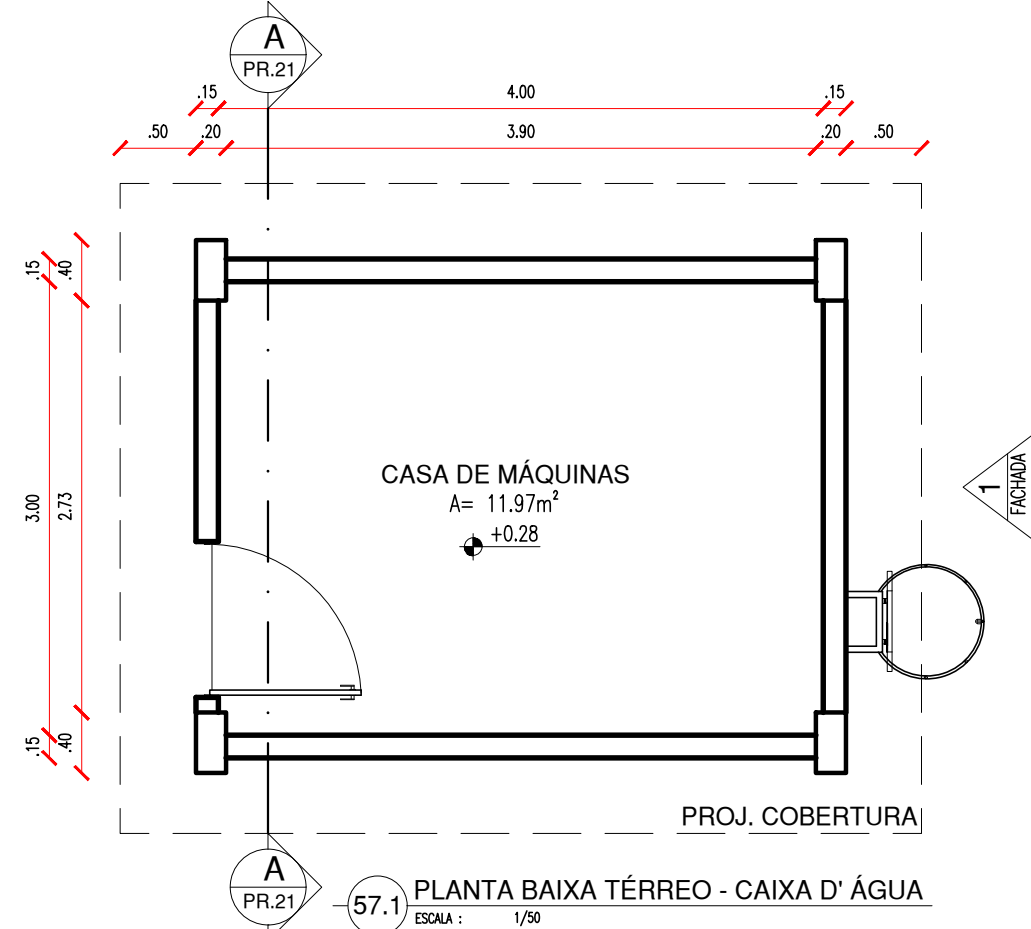 A
PR.21
.15
4.00
.15
.50
.20
3.90
.20
.50
.15
.40
3.00
2.73
.15
.40
CASA DE MÁQUINAS
A= 11.97m²
+0.28
1
FACHADA
PROJ. COBERTURA
A
PR.21
57.1
PLANTA BAIXA TÉRREO - CAIXA D' ÁGUA
ESCALA : 1/50